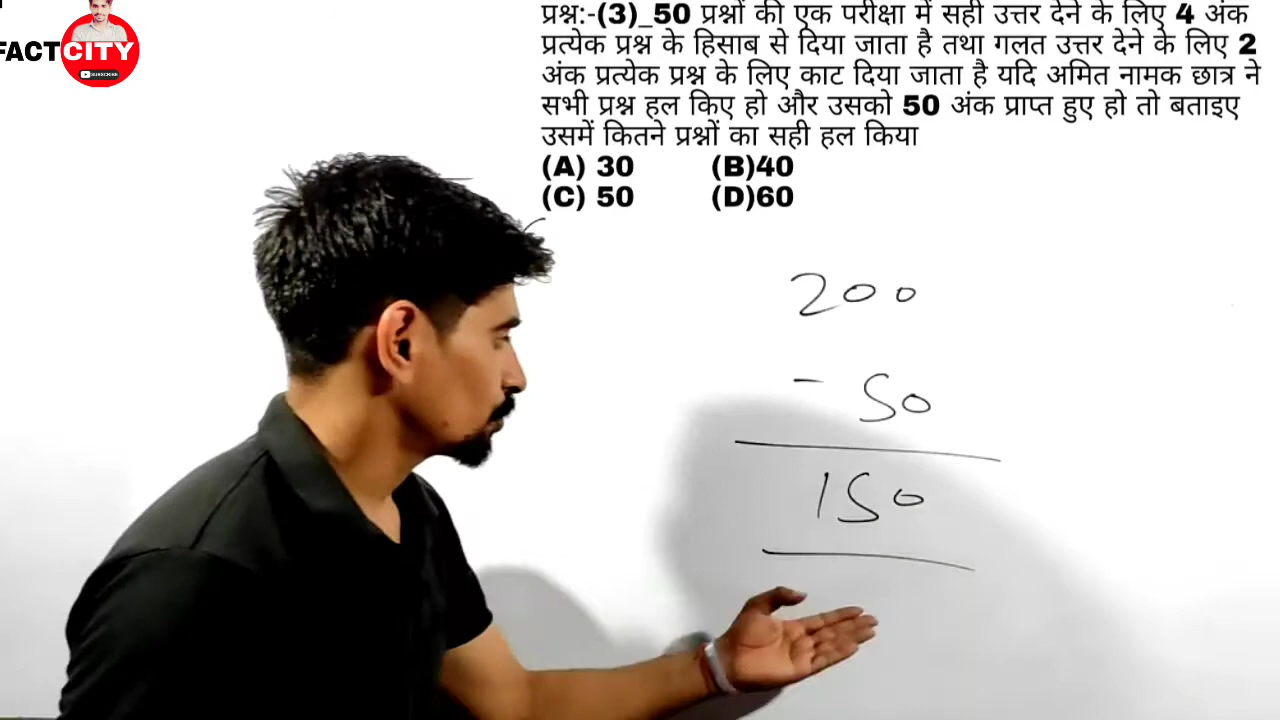 FACTCITY
SUBSCRIBE
प्रश्न:-(3)_50 प्रश्नों की एक परीक्षा में सही उत्तर देने के लिए 4 अंक
प्रत्येक प्रश्न के हिसाब से दिया जाता है तथा गलत उत्तर देने के लिए 2
अंक प्रत्येक प्रश्न के लिए काट दिया जाता है यदि अमित नामक छात्र ने
सभी प्रश्न हल किए हो और उसको 50 अंक प्राप्त हुए हो तो बताइए
उसमें कितने प्रश्नों का सही हल किया
(A) 30 (B)40
(C) 50 (D)60
200
- 50
150